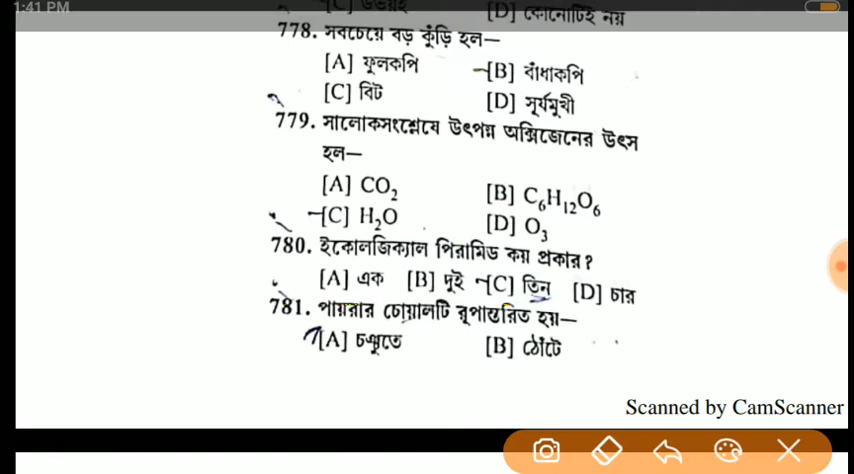 1:41 PM
[C] উভয়ই [D] কোনোটিই নয়
778. সবচেয়ে বড় কুঁড়ি হল—
[A] ফুলকপি [B] বাঁধাকপি
[C] বিট [D] সূর্যমুখী
779. সালোকসংশ্লেষে উৎপন্ন অক্সিজেনের উৎস
হল—
[A] CO₂ [B] C₆H₁₂O₆
[C] H₂O [D] O₃
780. ইকোলজিক্যাল পিরামিড কয় প্রকার?
[A] এক [B] দুই [C] তিন [D] চার
781. পায়রার চোয়ালটি রূপান্তরিত হয়—
[A] চঞ্চুতে [B] ঠোঁটে
Scanned by CamScanner